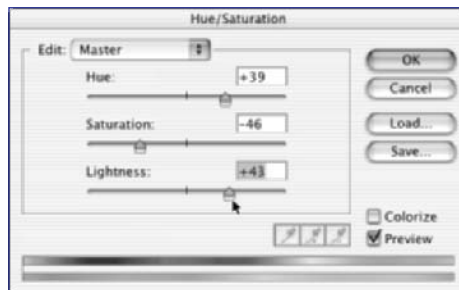 Hue/Saturation
Edit: Master
Hue: +39
Saturation: -46
Lightness: +43
OK
Cancel
Load...
Save...
Colorize
Preview